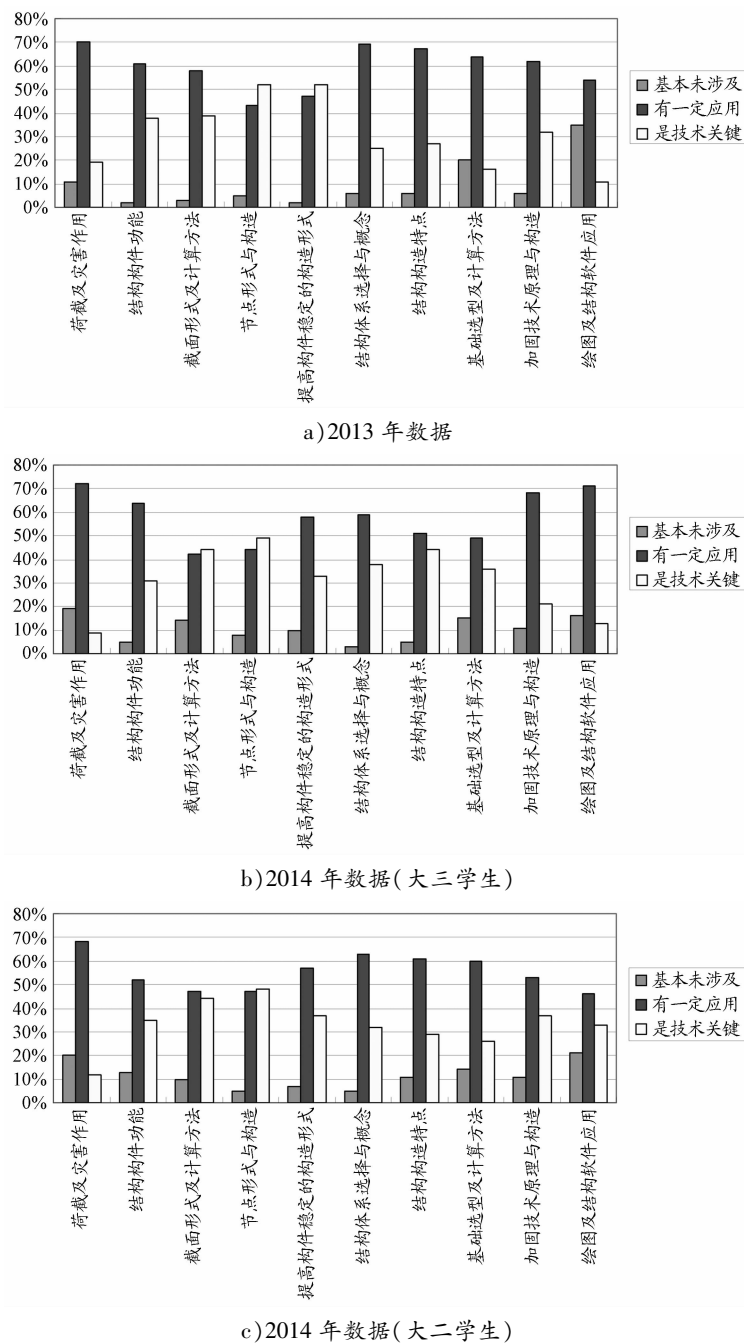 80%
70%
60%
50%
40%
30%
20%
10%
0%
荷截及灾害作用
结构构件功能
截面形式及计算方法
节点形式与构造
提高构件稳定的构造形式
结构体系选择与概念
结构构造特点
基础选型及计算方法
加固技术原理与构造
绘图及结构软件应用
基本未涉及
有一定应用
是技术关键
a)2013 年数据
80%
70%
60%
50%
40%
30%
20%
10%
0%
荷截及灾害作用
结构构件功能
截面形式及计算方法
节点形式与构造
提高构件稳定的构造形式
结构体系选择与概念
结构构造特点
基础选型及计算方法
加固技术原理与构造
绘图及结构软件应用
基本未涉及
有一定应用
是技术关键
b)2014 年数据(大三学生)
80%
70%
60%
50%
40%
30%
20%
10%
0%
荷截及灾害作用
结构构件功能
截面形式及计算方法
节点形式与构造
提高构件稳定的构造形式
结构体系选择与概念
结构构造特点
基础选型及计算方法
加固技术原理与构造
绘图及结构软件应用
基本未涉及
有一定应用
是技术关键
c)2014 年数据(大二学生)